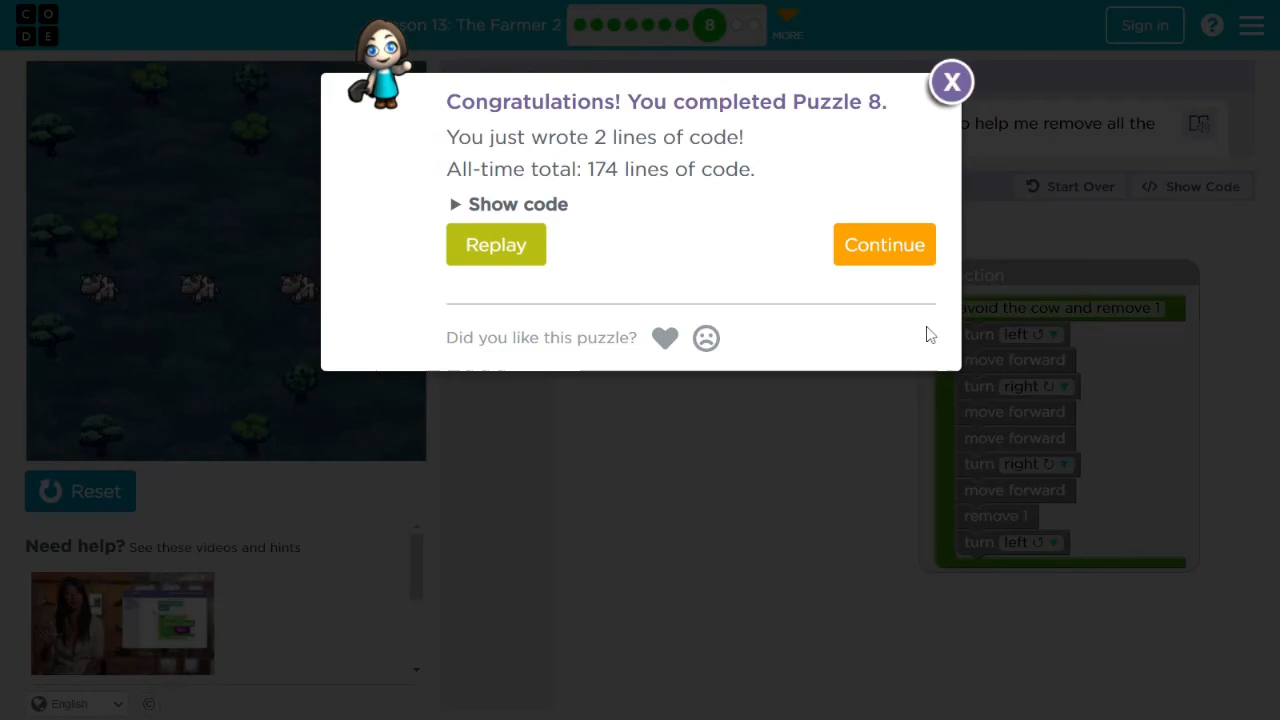 C O
D E
sson 13: The Farmer 2
8
MORE
Sign in
?
X
Congratulations! You completed Puzzle 8.
You just wrote 2 lines of code!
All-time total: 174 lines of code.
Show code
Replay
Continue
Did you like this puzzle?
o help me remove all the
Start Over
</> Show Code
ction
avoid the cow and remove 1
turn left
move forward
turn right
move forward
move forward
turn right
move forward
remove 1
turn left
Reset
Need help? See these videos and hints
English
©